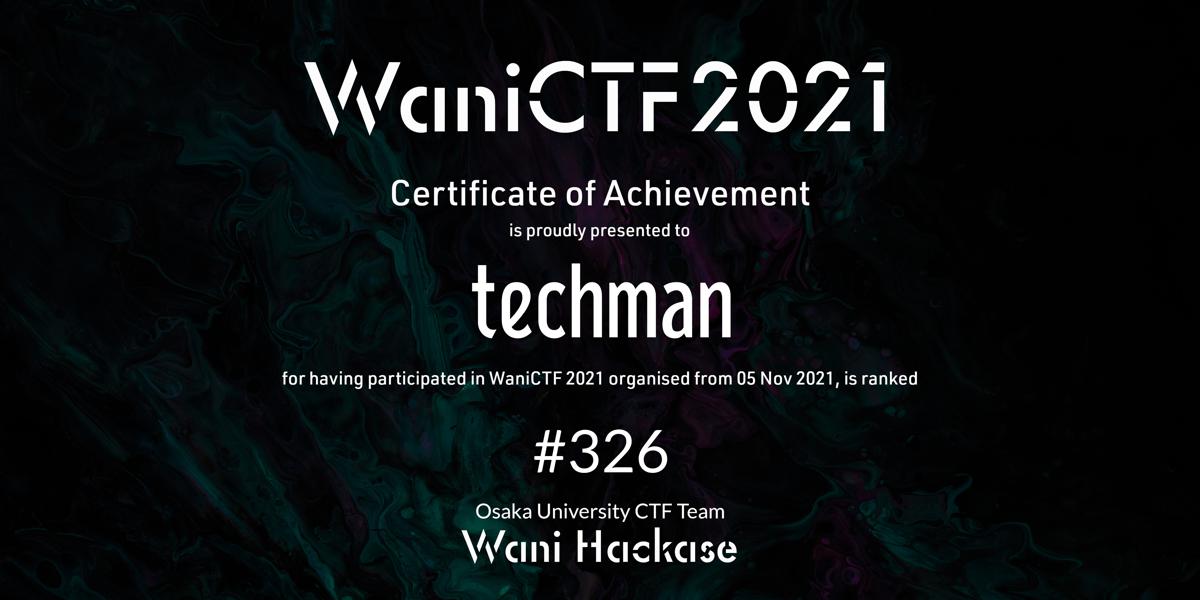 WaniCTF2021
Certificate of Achievement
is proudly presented to
techman
for having participated in WaniCTF 2021 organised from 05 Nov 2021, is ranked
#326
Osaka University CTF Team
Wani Hackase